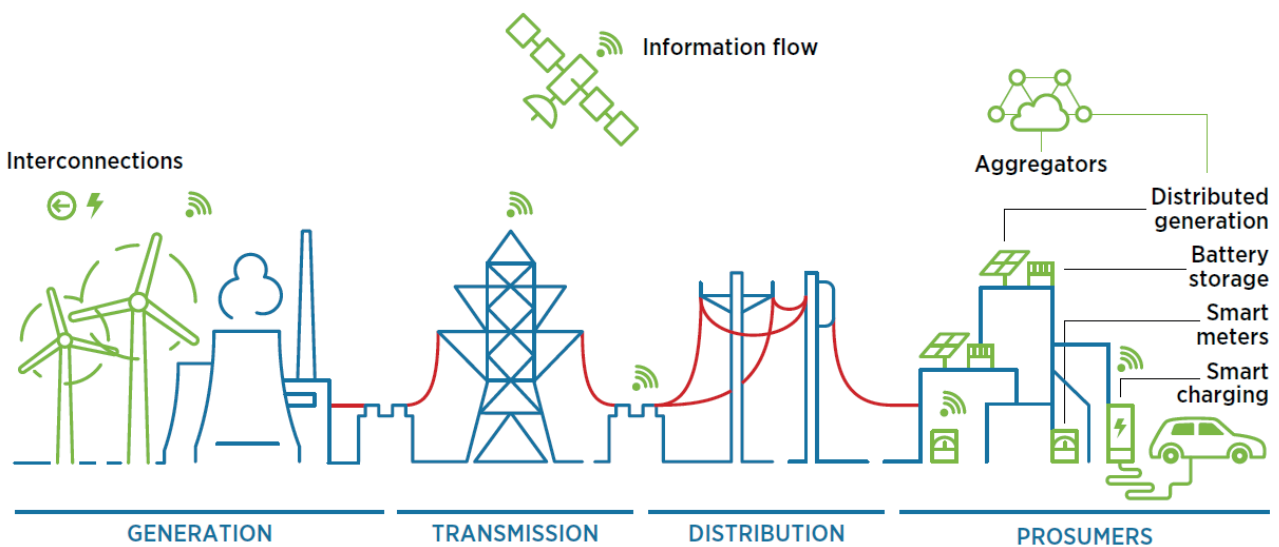 Information flow
Interconnections
Aggregators
Distributed
generation
Battery
storage
Smart
meters
Smart
charging
GENERATION
TRANSMISSION
DISTRIBUTION
PROSUMERS